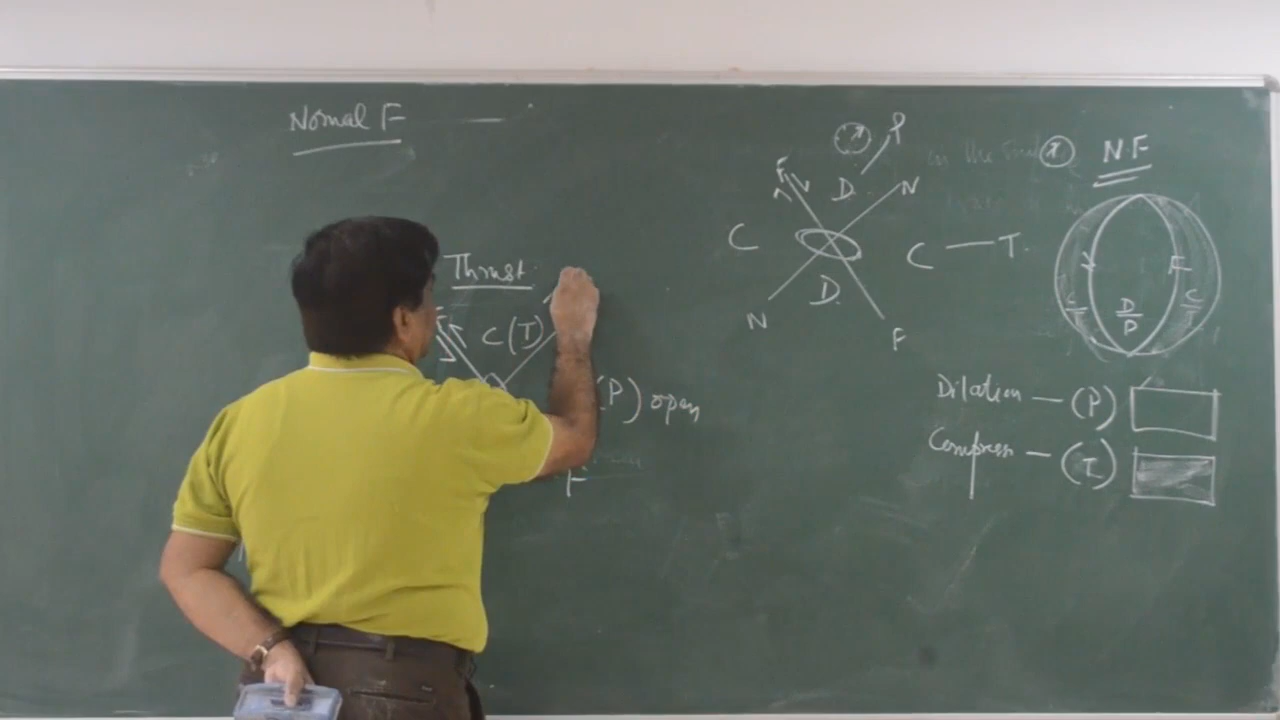 Nomal F
Thrust
F
C (T)
(P) open
F
P
F
D
N
C
C — T.
D.
N
F
NF
F
C
D
P
C
Dilation — (P)
Compress — (T)